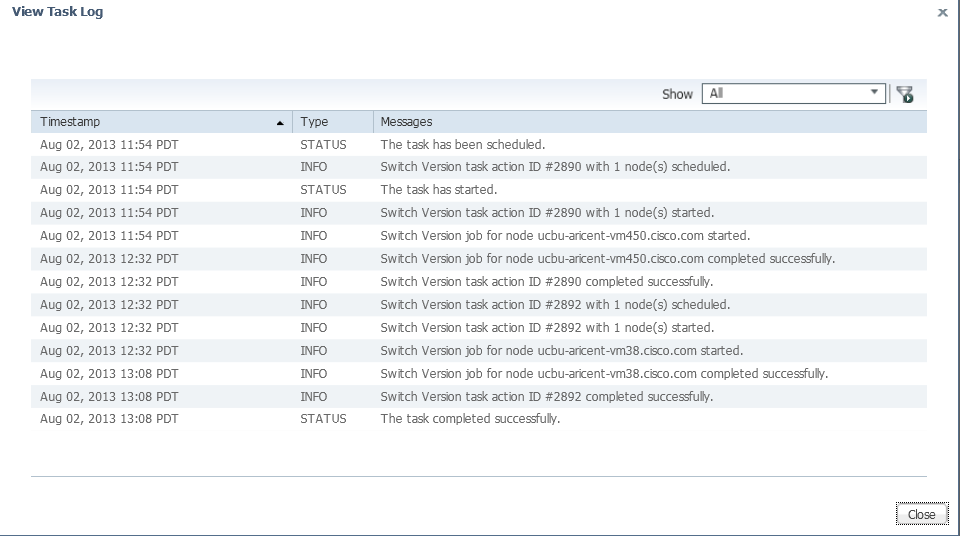 View Task Log
Show All
Timestamp Type Messages
Aug 02, 2013 11:54 PDT STATUS The task has been scheduled.
Aug 02, 2013 11:54 PDT INFO Switch Version task action ID #2890 with 1 node(s) scheduled.
Aug 02, 2013 11:54 PDT STATUS The task has started.
Aug 02, 2013 11:54 PDT INFO Switch Version task action ID #2890 with 1 node(s) started.
Aug 02, 2013 11:54 PDT INFO Switch Version job for node ucbu-aricent-vm450.cisco.com started.
Aug 02, 2013 12:32 PDT INFO Switch Version job for node ucbu-aricent-vm450.cisco.com completed successfully.
Aug 02, 2013 12:32 PDT INFO Switch Version task action ID #2890 completed successfully.
Aug 02, 2013 12:32 PDT INFO Switch Version task action ID #2892 with 1 node(s) scheduled.
Aug 02, 2013 12:32 PDT INFO Switch Version task action ID #2892 with 1 node(s) started.
Aug 02, 2013 12:32 PDT INFO Switch Version job for node ucbu-aricent-vm38.cisco.com started.
Aug 02, 2013 13:08 PDT INFO Switch Version job for node ucbu-aricent-vm38.cisco.com completed successfully.
Aug 02, 2013 13:08 PDT INFO Switch Version task action ID #2892 completed successfully.
Aug 02, 2013 13:08 PDT STATUS The task completed successfully.
Close